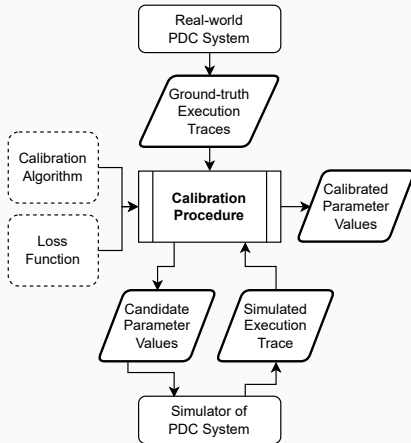 Real-world
PDC System
Ground-truth
Execution
Traces
Calibration
Algorithm
Loss
Function
Calibration
Procedure
Calibrated
Parameter
Values
Candidate
Parameter
Values
Simulated
Execution
Trace
Simulator of
PDC System